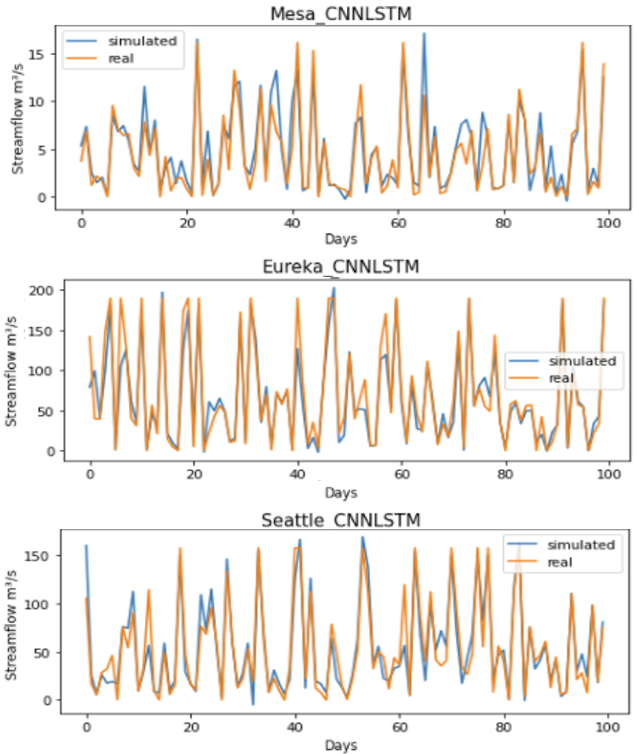 Mesa_CNNLSTM
simulated
real
Streamflow m³/s
15
10
5
0
0 20 40 60 80 100
Days
Eureka_CNNLSTM
simulated
real
Streamflow m³/s
200
150
100
50
0
0 20 40 60 80 100
Days
Seattle CNNLSTM
simulated
real
Streamflow m³/s
150
100
50
0
0 20 40 60 80 100
Days